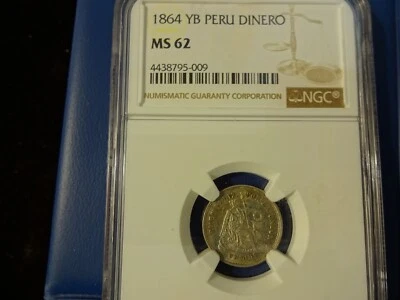 1864 YB PERU DINERO
MS 62
4438795-009
NUMISMATIC GUARANTY CORPORATION
NGC®